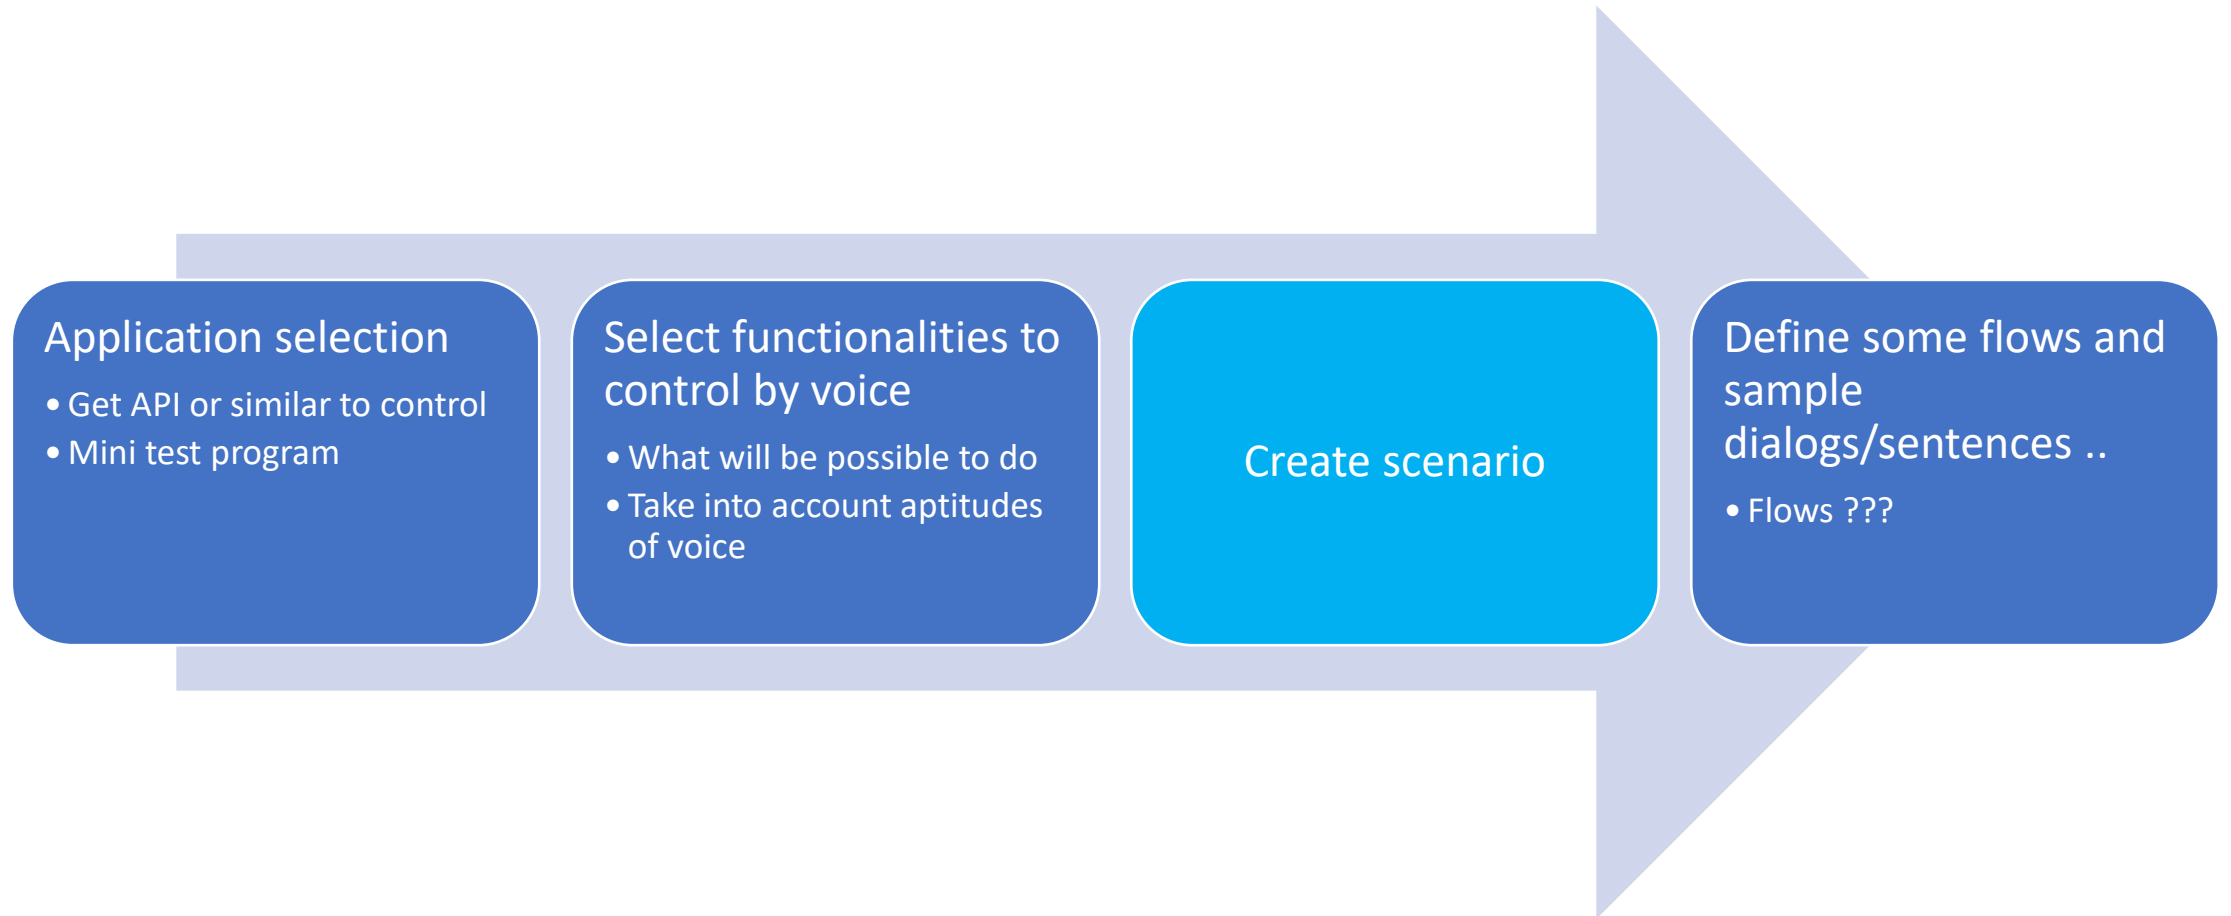 Application selection
• Get API or similar to control
• Mini test program
Select functionalities to
control by voice
• What will be possible to do
• Take into account aptitudes
of voice
Create scenario
Define some flows and
sample
dialogs/sentences ..
• Flows ???